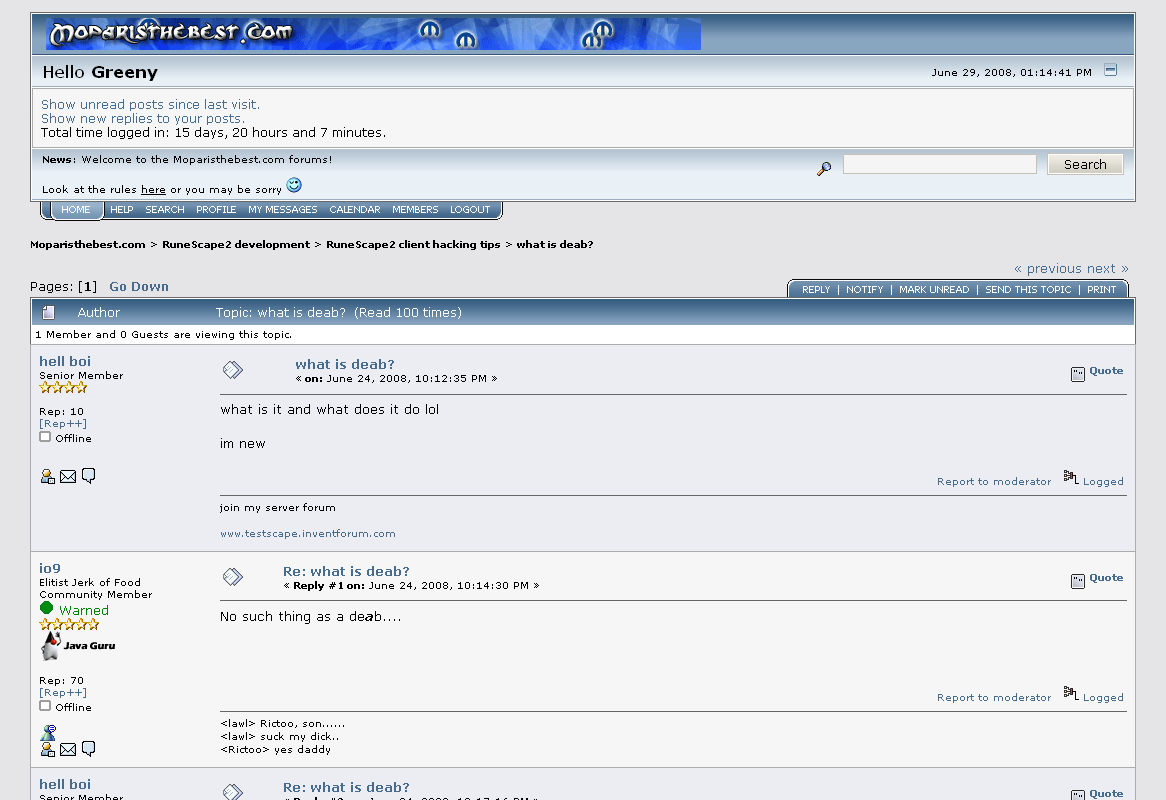 Moparisthebest.com
Hello Greeny
June 29, 2008, 01:14:41 PM
Show unread posts since last visit.
Show new replies to your posts.
Total time logged in: 15 days, 20 hours and 7 minutes.
News: Welcome to the Moparisthebest.com forums!
Search
Look at the rules here or you may be sorry
HOME HELP SEARCH PROFILE MY MESSAGES CALENDAR MEMBERS LOGOUT
Moparisthebest.com > RuneScape2 development > RuneScape2 client hacking tips > what is deab?
« previous next »
Pages: [1] Go Down
REPLY | NOTIFY | MARK UNREAD | SEND THIS TOPIC | PRINT
Author Topic: what is deab? (Read 100 times)
1 Member and 0 Guests are viewing this topic.
hell boi
Senior Member
Rep: 10
[Rep++]
Offline
what is deab?
« on: June 24, 2008, 10:12:35 PM »
Quote
what is it and what does it do lol
im new
Report to moderator Logged
join my server forum
www.testscape.inventforum.com
io9
Elitist Jerk of Food
Community Member
Warned
Java Guru
Rep: 70
[Rep++]
Offline
Re: what is deab?
« Reply #1 on: June 24, 2008, 10:14:30 PM »
Quote
No such thing as a deab....
Report to moderator Logged
<lawl> Rictoo, son......
<lawl> suck my dick..
<Rictoo> yes daddy
hell boi
Senior Member
Re: what is deab?
Quote